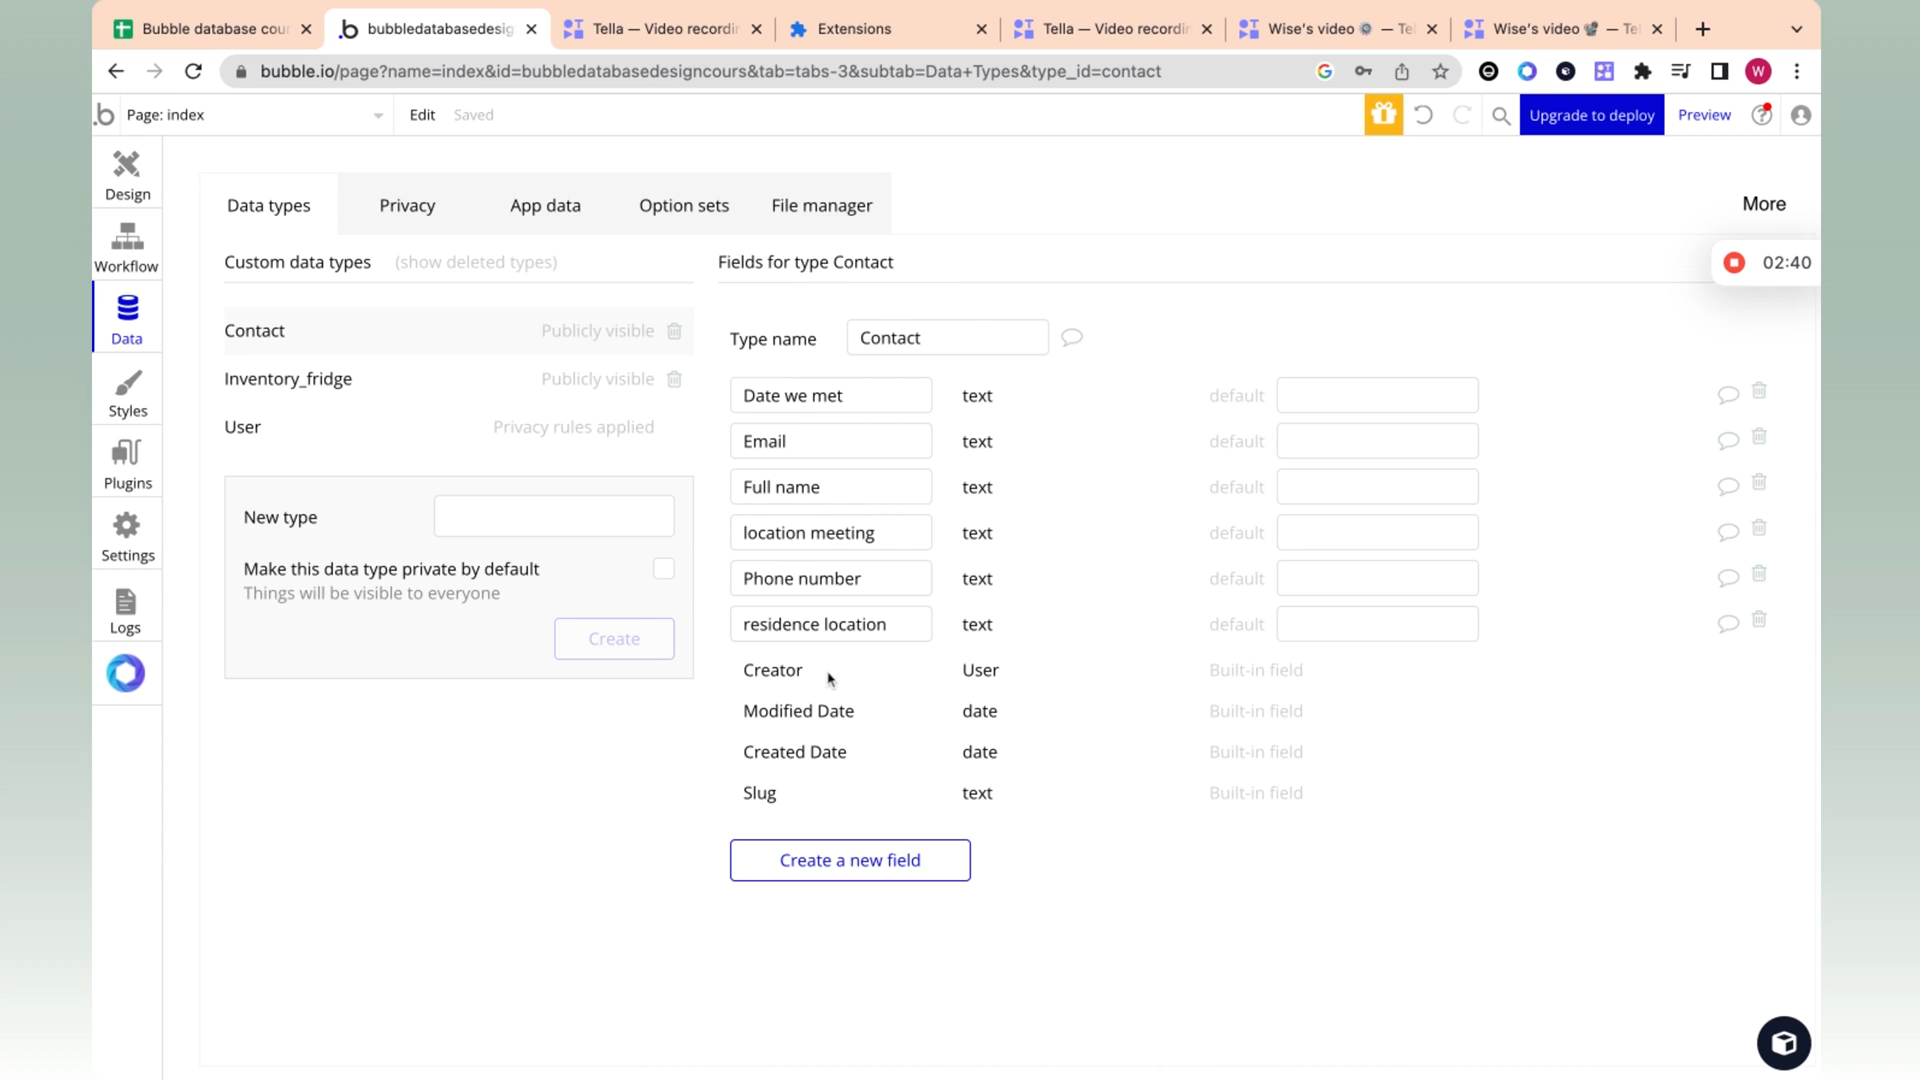 Bubble database cour
bubbledatabasedesig
Tella — Video recordin
Extensions
Tella — Video recordin
Wise's video ⚙️ — Tel
Wise's video 📽️ — Tel
bubble.io/page?name=index&id=bubbledatabasedesigncours&tab=tabs-3&subtab=Data+Types&type_id=contact
W
Page: index
Edit
Saved
Upgrade to deploy
Preview
Design
Workflow
Data
Styles
Plugins
Settings
Logs
Data types
Privacy
App data
Option sets
File manager
More
Custom data types
(show deleted types)
Contact
Publicly visible
Inventory_fridge
Publicly visible
User
Privacy rules applied
New type
Make this data type private by default
Things will be visible to everyone
Create
Fields for type Contact
02:40
Type name
Contact
Date we met
text
default
Email
text
default
Full name
text
default
location meeting
text
default
Phone number
text
default
residence location
text
default
Creator
User
Built-in field
Modified Date
date
Built-in field
Created Date
date
Built-in field
Slug
text
Built-in field
Create a new field